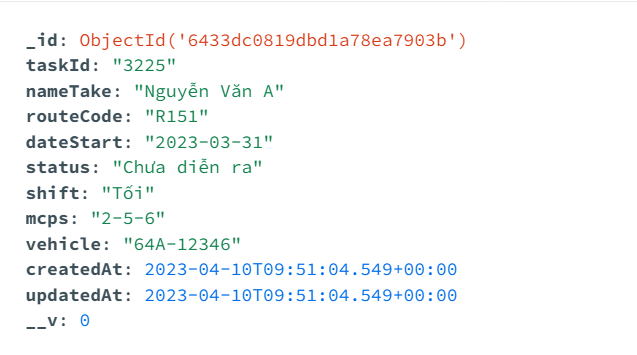 _id: ObjectId('6433dc0819dbd1a78ea7903b')
taskId: "3225"
nameTake: "Nguyễn Văn A"
routeCode: "R151"
dateStart: "2023-03-31"
status: "Chưa diễn ra"
shift: "Tối"
mcps: "2-5-6"
vehicle: "64A-12346"
createdAt: 2023-04-10T09:51:04.549+00:00
updatedAt: 2023-04-10T09:51:04.549+00:00
__v: 0